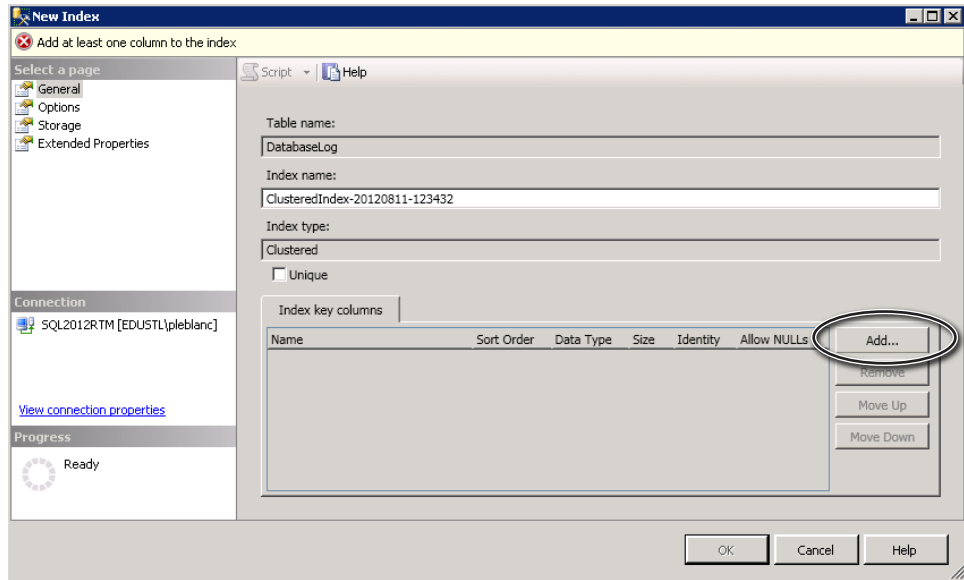 New Index
Add at least one column to the index
Select a page
General
Options
Storage
Extended Properties
Script
Help
Table name:
DatabaseLog
Index name:
ClusteredIndex-20120811-123432
Index type:
Clustered
Unique
Index key columns
Name Sort Order Data Type Size Identity Allow NULLs
Add...
Remove
Move Up
Move Down
Connection
SQL2012RTM [EDUSTL\pleblanc]
View connection properties
Progress
Ready
OK
Cancel
Help